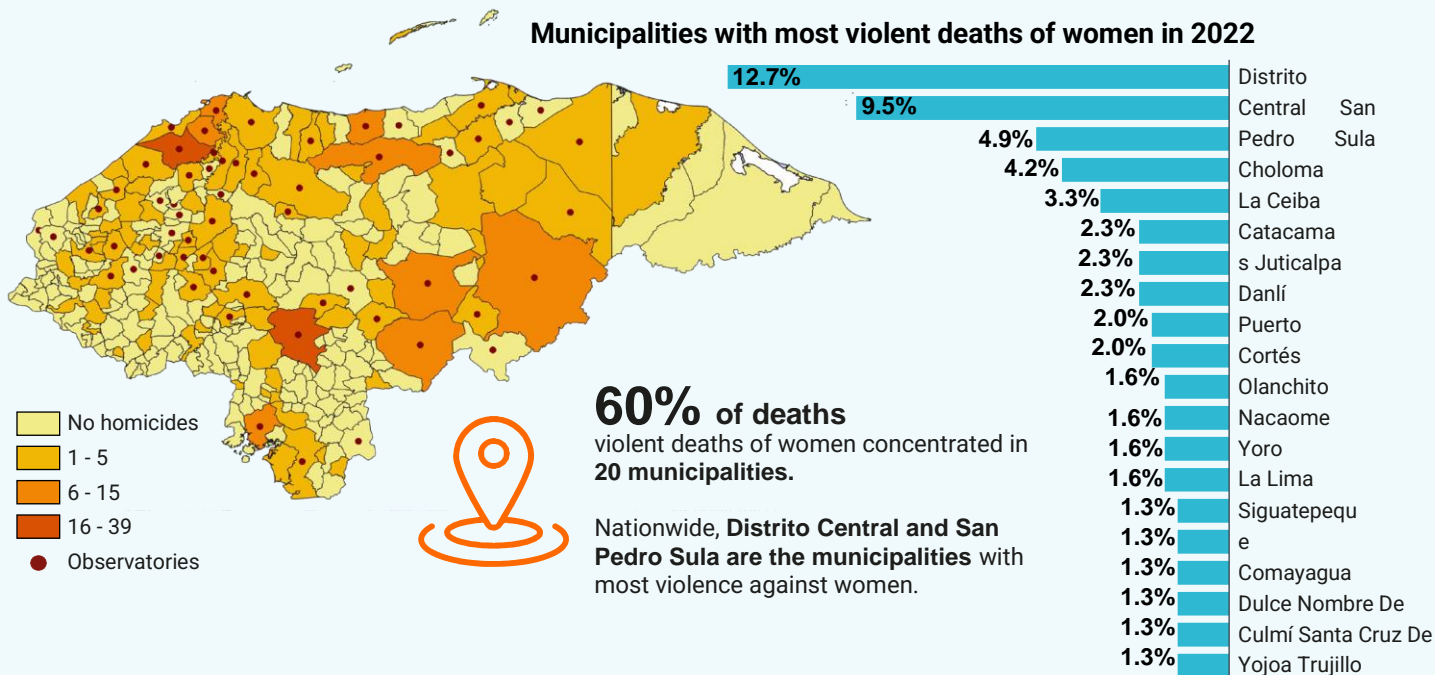 Municipalities with most violent deaths of women in 2022
12.7% Distrito
9.5% Central San
4.9% Pedro Sula
4.2% Choloma
3.3% La Ceiba
2.3% Catacama
2.3% s Juticalpa
2.3% Danlí
2.0% Puerto
2.0% Cortés
1.6% Olanchito
1.6% Nacaome
1.6% Yoro
1.6% La Lima
1.3% Siguatepequ
1.3% e
1.3% Comayagua
1.3% Dulce Nombre De
1.3% Culmí Santa Cruz De
1.3% Yojoa Trujillo
No homicides
1 - 5
6 - 15
16 - 39
Observatories
60% of deaths
violent deaths of women concentrated in
20 municipalities.
Nationwide, Distrito Central and San
Pedro Sula are the municipalities with
most violence against women.